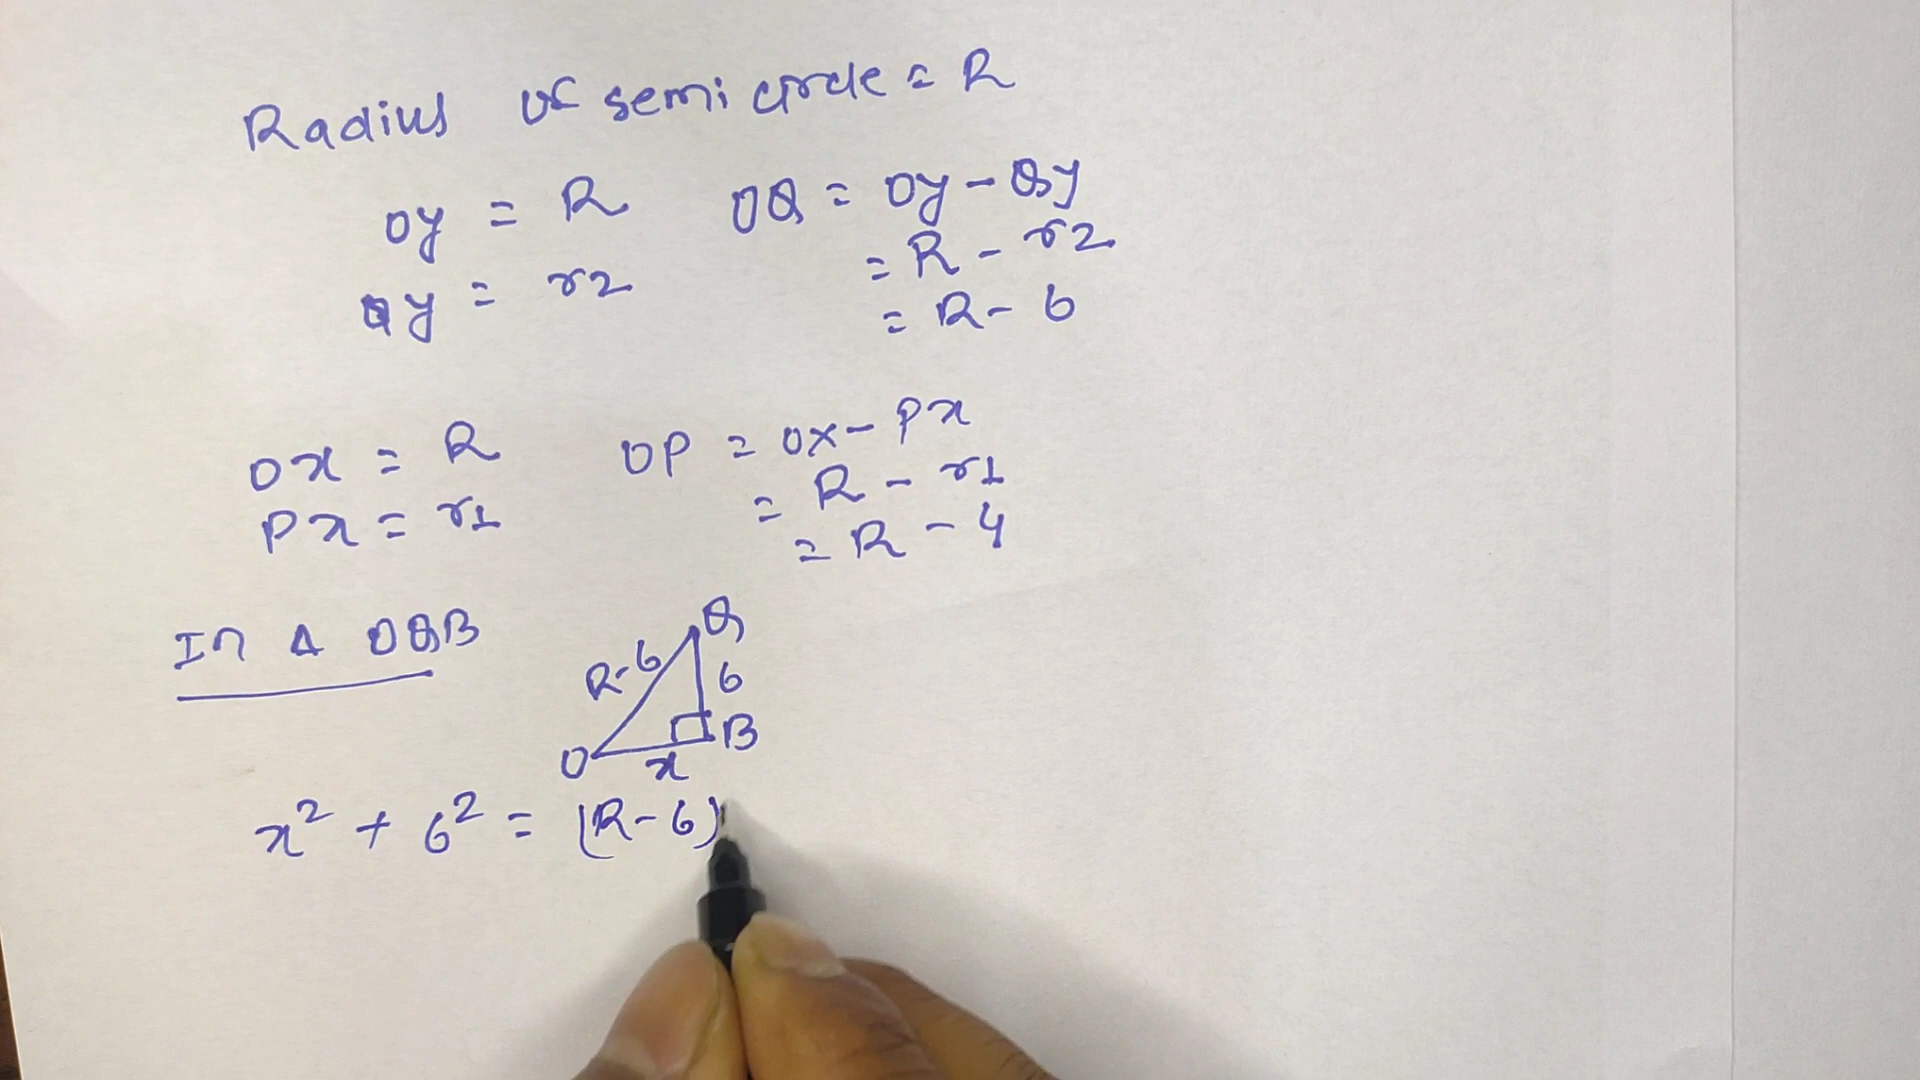 Radius of semi circle = R
OY = R OQ = OY - QY
QY = r2 = R - r2
= R - 6
OX = R OP = OX - PX
PX = r1 = R - r1
= R - 4
In Δ OQB
Q
R-6 6
O B
x
x² + 6² = (R-6)